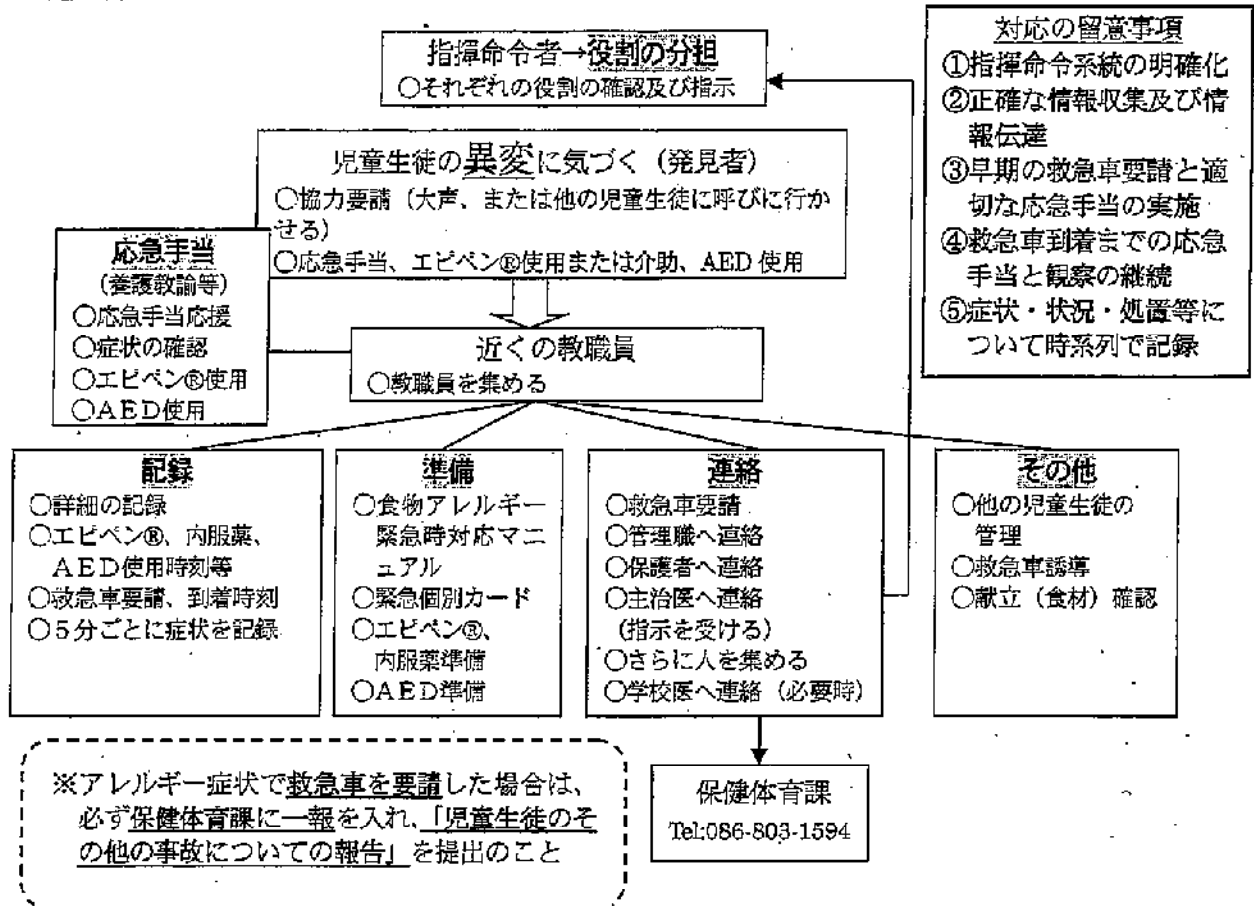 指揮命令者→役割の分担
○それぞれの役割の確認及び指示
対応の留意事項
①指揮命令系統の明確化
②正確な情報収集及び情
報伝達
③早期の救急車要請と適
切な応急手当の実施
④救急車到着までの応急
手当と観察の継続
⑤症状・状況・処置等に
ついて時系列で記録
児童生徒の異変に気づく（発見者）
○協力要請（大声、または他の児童生徒に呼びに行か
せる）
○応急手当、エピペン®使用または介助、AED 使用
応急手当
（養護教諭等）
○応急手当応援
○症状の確認
○エピペン®使用
○ＡＥＤ使用
近くの教職員
○教職員を集める
記録
○詳細の記録
○エピペン®、内服薬、
ＡＥＤ使用時刻等
○救急車要請、到着時刻
○５分ごとに症状を記録
準備
○食物アレルギー
緊急時対応マニ
ュアル
○緊急個別カード
○エピペン®、
内服薬準備
○ＡＥＤ準備
連絡
○救急車要請
○管理職へ連絡
○保護者へ連絡
○主治医へ連絡
（指示を受ける）
○さらに人を集める
○学校医へ連絡（必要時）
その他
○他の児童生徒の
管理
○救急車誘導
○献立（食材）確認
※アレルギー症状で救急車を要請した場合は、
必ず保健体育課に一報を入れ、「児童生徒のそ
の他の事故についての報告」を提出のこと
保健体育課
Tel:086-803-1594